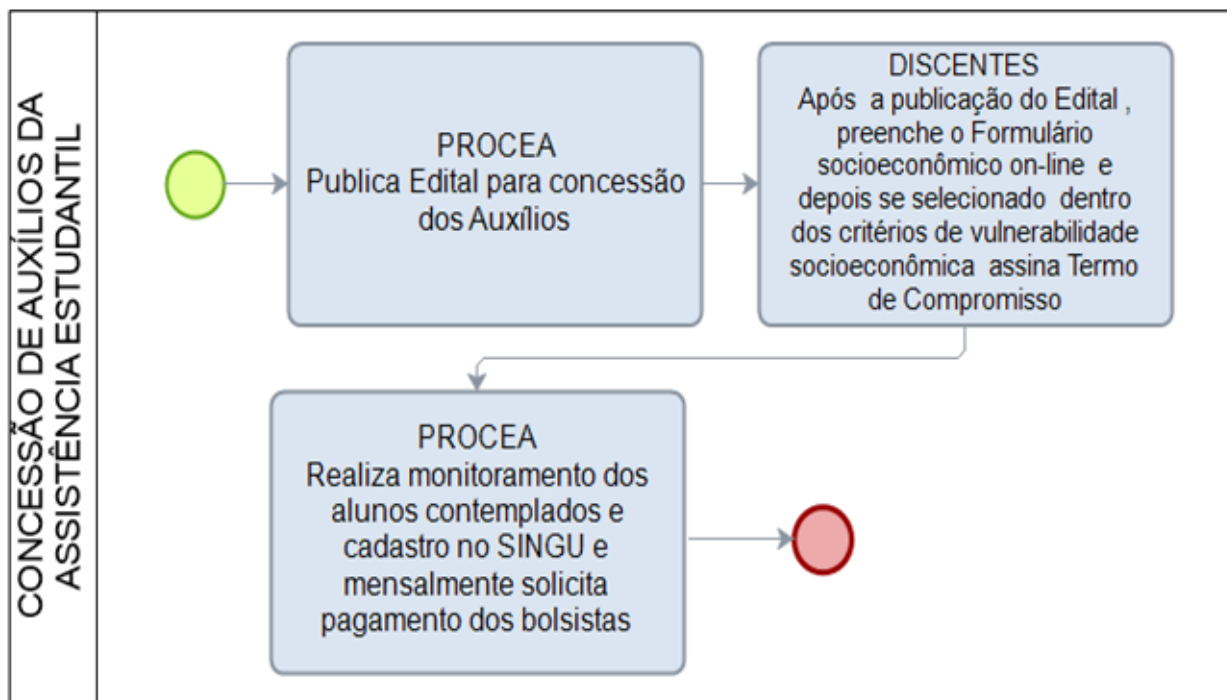 CONCESSÃO DE AUXÍLIOS DA
ASSISTÊNCIA ESTUDANTIL
PROCEA
Publica Edital para concessão
dos Auxílios
DISCENTES
Após a publicação do Edital ,
preenche o Formulário
socioeconômico on-line e
depois se selecionado dentro
dos critérios de vulnerabilidade
socioeconômica assina Termo
de Compromisso
PROCEA
Realiza monitoramento dos
alunos contemplados e
cadastro no SINGU e
mensalmente solicita
pagamento dos bolsistas